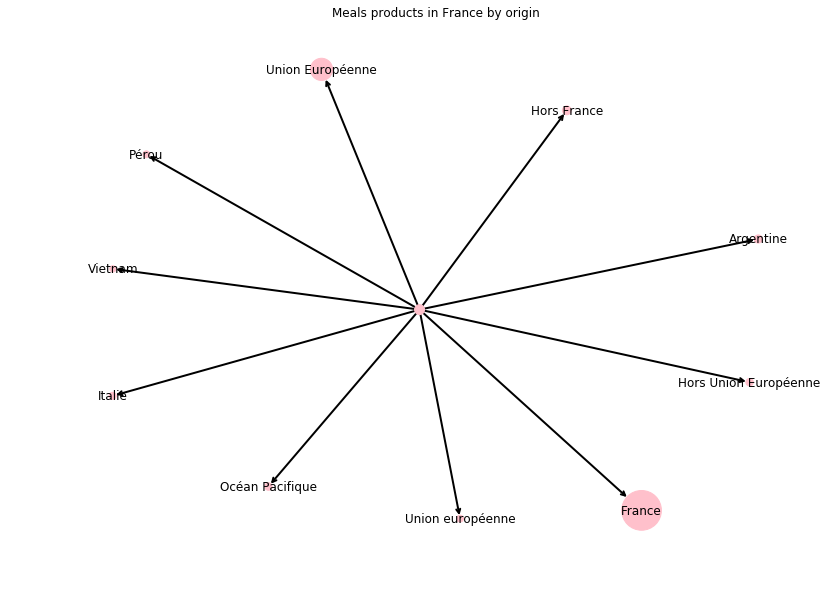 Meals products in France by origin
Union Européenne
Hors France
Pérou
Argentine
Vietnam
Hors Union Européenne
Italie
Océan Pacifique
France
Union européenne